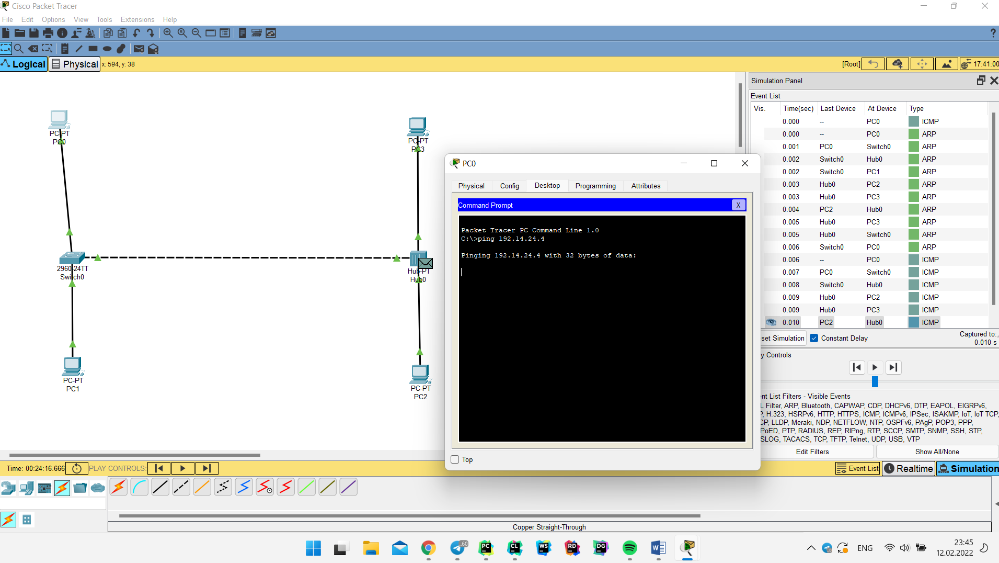 Cisco Packet Tracer
File Edit Options View Tools Extensions Help
?
Logical Physical x: 594, y: 38 [Root] 17:41:00
PC-PT
PC0
PC-PT
PC3
2960-24TT
Switch0
Hub-PT
Hub0
PC-PT
PC1
PC-PT
PC2
PC0
Physical Config Desktop Programming Attributes
Command Prompt X
Packet Tracer PC Command Line 1.0
C:\>ping 192.14.24.4
Pinging 192.14.24.4 with 32 bytes of data:
Top
Simulation Panel
Event List
Vis. Time(sec) Last Device At Device Type
0.000 -- PC0 ICMP
0.000 -- PC0 ARP
0.001 PC0 Switch0 ARP
0.002 Switch0 Hub0 ARP
0.002 Switch0 PC1 ARP
0.003 Hub0 PC2 ARP
0.003 Hub0 PC3 ARP
0.004 PC2 Hub0 ARP
0.005 Hub0 PC3 ARP
0.005 Hub0 Switch0 ARP
0.006 Switch0 PC0 ARP
0.006 -- PC0 ICMP
0.007 PC0 Switch0 ICMP
0.008 Switch0 Hub0 ICMP
0.009 Hub0 PC2 ICMP
0.009 Hub0 PC3 ICMP
0.010 PC2 Hub0 ICMP
set Simulation Constant Delay Captured to:
0.010 s
y Controls
nt List Filters - Visible Events
L Filter, ARP, Bluetooth, CAPWAP, CDP, DHCPv6, DTP, EAPOL, EIGRPv6,
P, H.323, HSRPv6, HTTP, HTTPS, ICMP, ICMPv6, IPSec, ISAKMP, IoT, IoT TCP,
CP, LLDP, Meraki, NDP, NETFLOW, NTP, OSPFv6, PAgP, POP3, PPP,
PoED, PTP, RADIUS, REP, RIPng, RTP, SCCP, SMTP, SNMP, SSH, STP,
SLOG, TACACS, TCP, TFTP, Telnet, UDP, USB, VTP
Edit Filters Show All/None
Time: 00:24:16.666 PLAY CONTROLS: Event List Realtime Simulation
Copper Straight-Through
.60 PC CL WS RD DG W ENG 23:45
12.02.2022